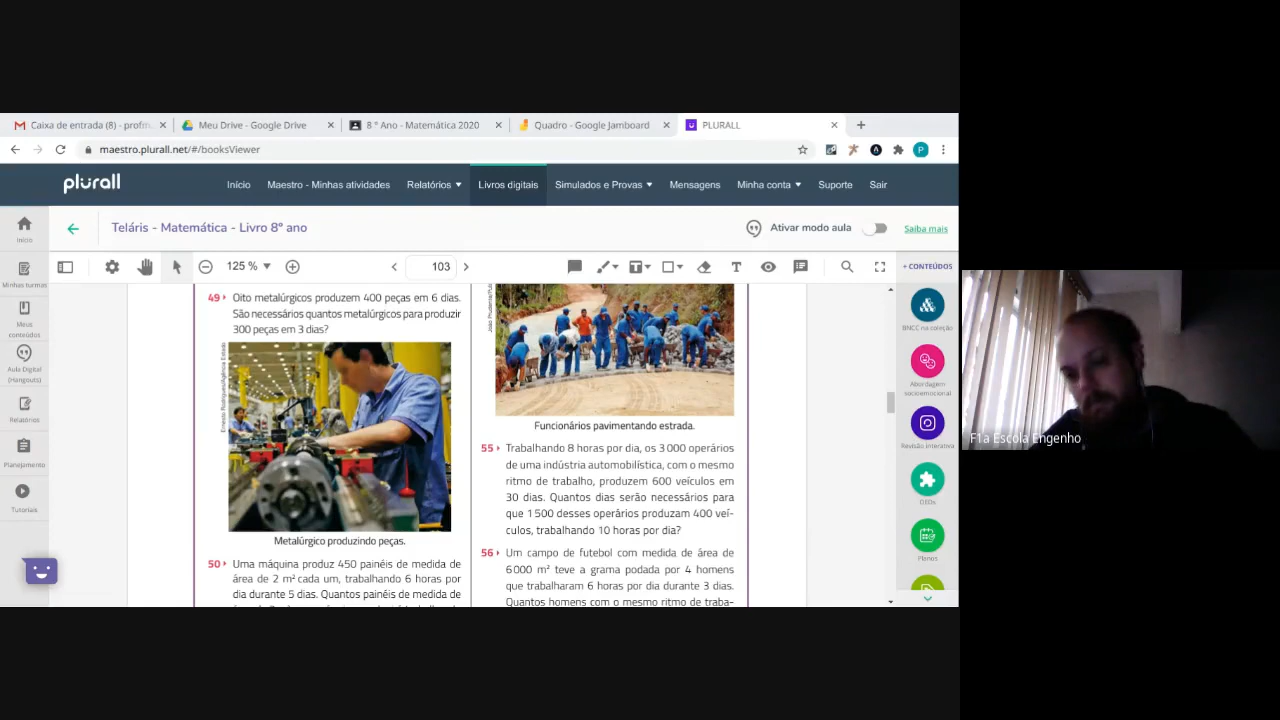 Caixa de entrada (8) - profm
Meu Drive - Google Drive
8 º Ano - Matemática 2020
Quadro - Google Jamboard
PLURALL
maestro.plurall.net/#/booksViewer
P
plurall
Início
Maestro - Minhas atividades
Relatórios
Livros digitais
Simulados e Provas
Mensagens
Minha conta
Suporte
Sair
Teláris - Matemática - Livro 8º ano
Ativar modo aula
Saiba mais
125 %
103
+ CONTEÚDOS
Início
Minhas turmas
Meus
conteúdos
Aula Digital
(Hangouts)
Relatórios
Planejamento
Tutoriais
49 Oito metalúrgicos produzem 400 peças em 6 dias.
São necessários quantos metalúrgicos para produzir
300 peças em 3 dias?
Metalúrgico produzindo peças.
50 Uma máquina produz 450 painéis de medida de
área de 2 m² cada um, trabalhando 6 horas por
dia durante 5 dias. Quantos painéis de medida de
Funcionários pavimentando estrada.
55 Trabalhando 8 horas por dia, os 3 000 operários
de uma indústria automobilística, com o mesmo
ritmo de trabalho, produzem 600 veículos em
30 dias. Quantos dias serão necessários para
que 1 500 desses operários produzam 400 veí-
culos, trabalhando 10 horas por dia?
56 Um campo de futebol com medida de área de
6 000 m² teve a grama podada por 4 homens
que trabalharam 6 horas por dia durante 3 dias.
Quantos homens com o mesmo ritmo de traba-
BNCC na coleção
Abordagem
socioemocional
Revisão interativa
OEDs
Planos
F1a Escola Engenho